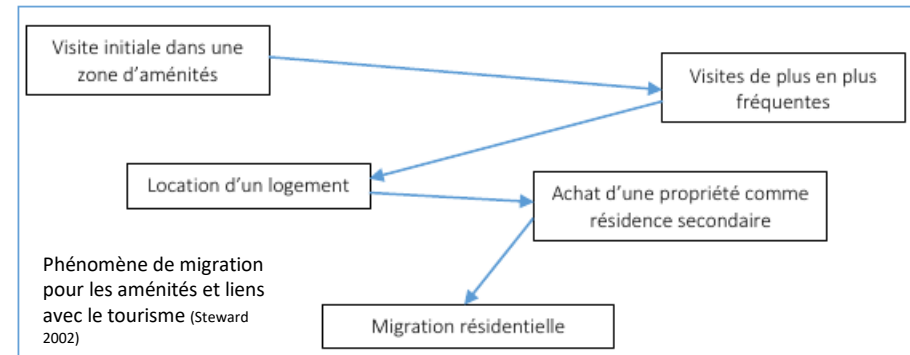 Visite initiale dans une
zone d'aménités
Visites de plus en plus
fréquentes
Location d'un logement
Achat d'une propriété comme
résidence secondaire
Phénomène de migration
pour les aménités et liens
avec le tourisme (Steward
2002)
Migration résidentielle